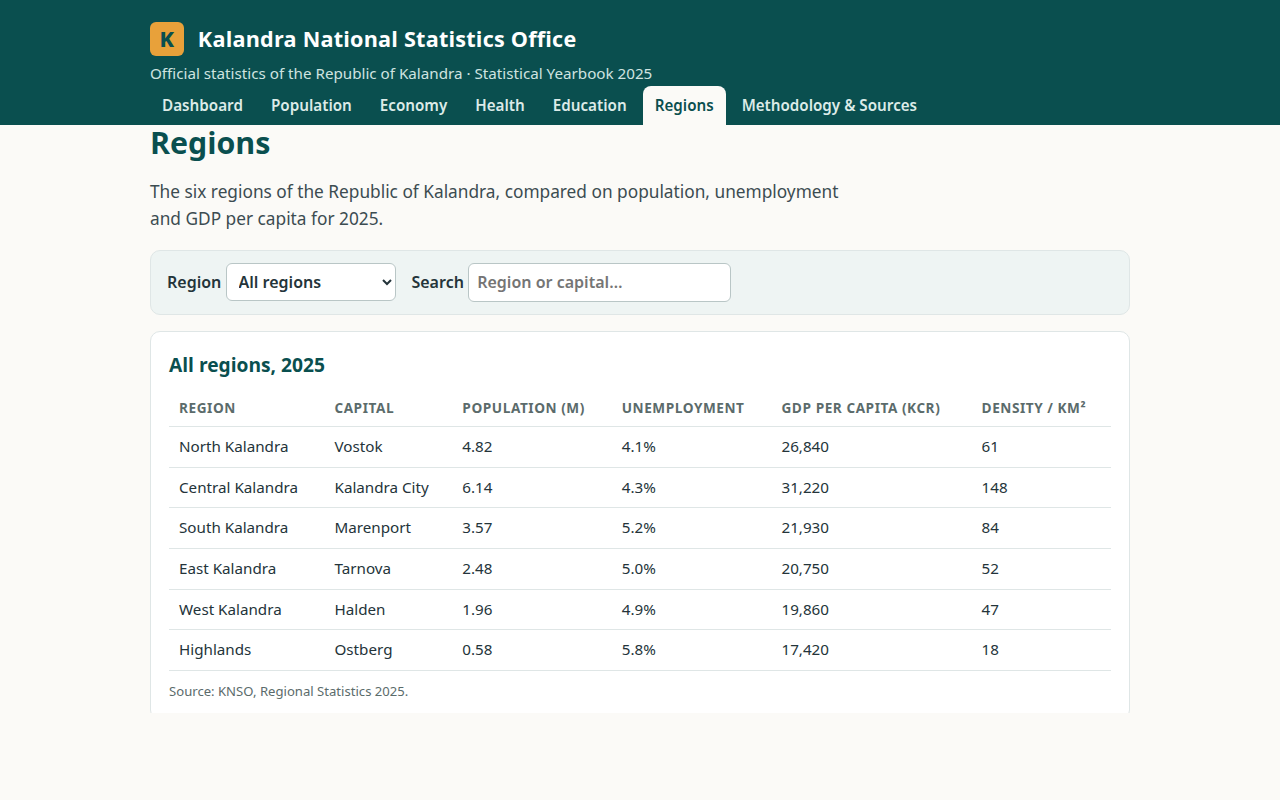 K Kalandra National Statistics Office
Official statistics of the Republic of Kalandra · Statistical Yearbook 2025
Dashboard Population Economy Health Education Regions Methodology & Sources
Regions
The six regions of the Republic of Kalandra, compared on population, unemployment
and GDP per capita for 2025.
Region All regions Search Region or capital...
All regions, 2025
REGION CAPITAL POPULATION (M) UNEMPLOYMENT GDP PER CAPITA (KCR) DENSITY / KM²
North Kalandra Vostok 4.82 4.1% 26,840 61
Central Kalandra Kalandra City 6.14 4.3% 31,220 148
South Kalandra Marenport 3.57 5.2% 21,930 84
East Kalandra Tarnova 2.48 5.0% 20,750 52
West Kalandra Halden 1.96 4.9% 19,860 47
Highlands Ostberg 0.58 5.8% 17,420 18
Source: KNSO, Regional Statistics 2025.